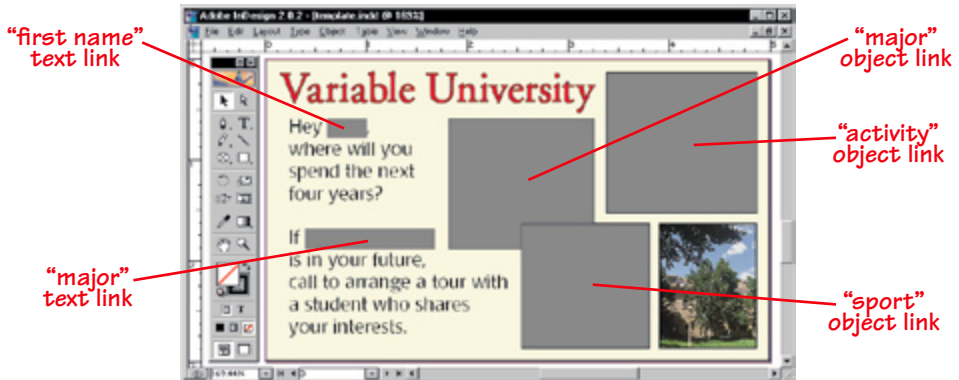 Adobe InDesign 2.0.2 - [template.indd @ 169%]
File Edit Layout Type Object Table View Window Help
"first name"
text link
"major"
object link
Variable University
Hey ,
where will you
spend the next
four years?
"activity"
object link
If
is in your future,
call to arrange a tour with
a student who shares
your interests.
"major"
text link
"sport"
object link